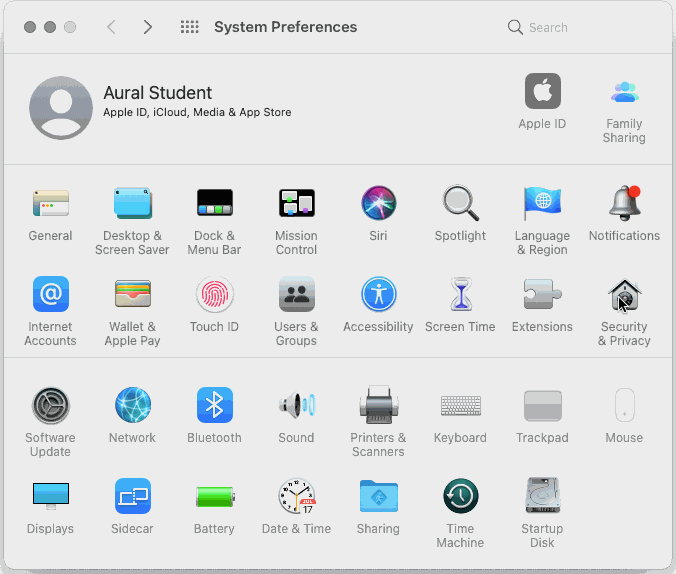 System Preferences
Search
Aural Student
Apple ID, iCloud, Media & App Store
Apple ID
Family
Sharing
General
Desktop &
Screen Saver
Dock &
Menu Bar
Mission
Control
Siri
Spotlight
Language
& Region
Notifications
Internet
Accounts
Wallet &
Apple Pay
Touch ID
Users &
Groups
Accessibility
Screen Time
Extensions
Security
& Privacy
Software
Update
Network
Bluetooth
Sound
Printers &
Scanners
Keyboard
Trackpad
Mouse
Displays
Sidecar
Battery
JUL
17
Date & Time
Sharing
Time
Machine
Startup
Disk